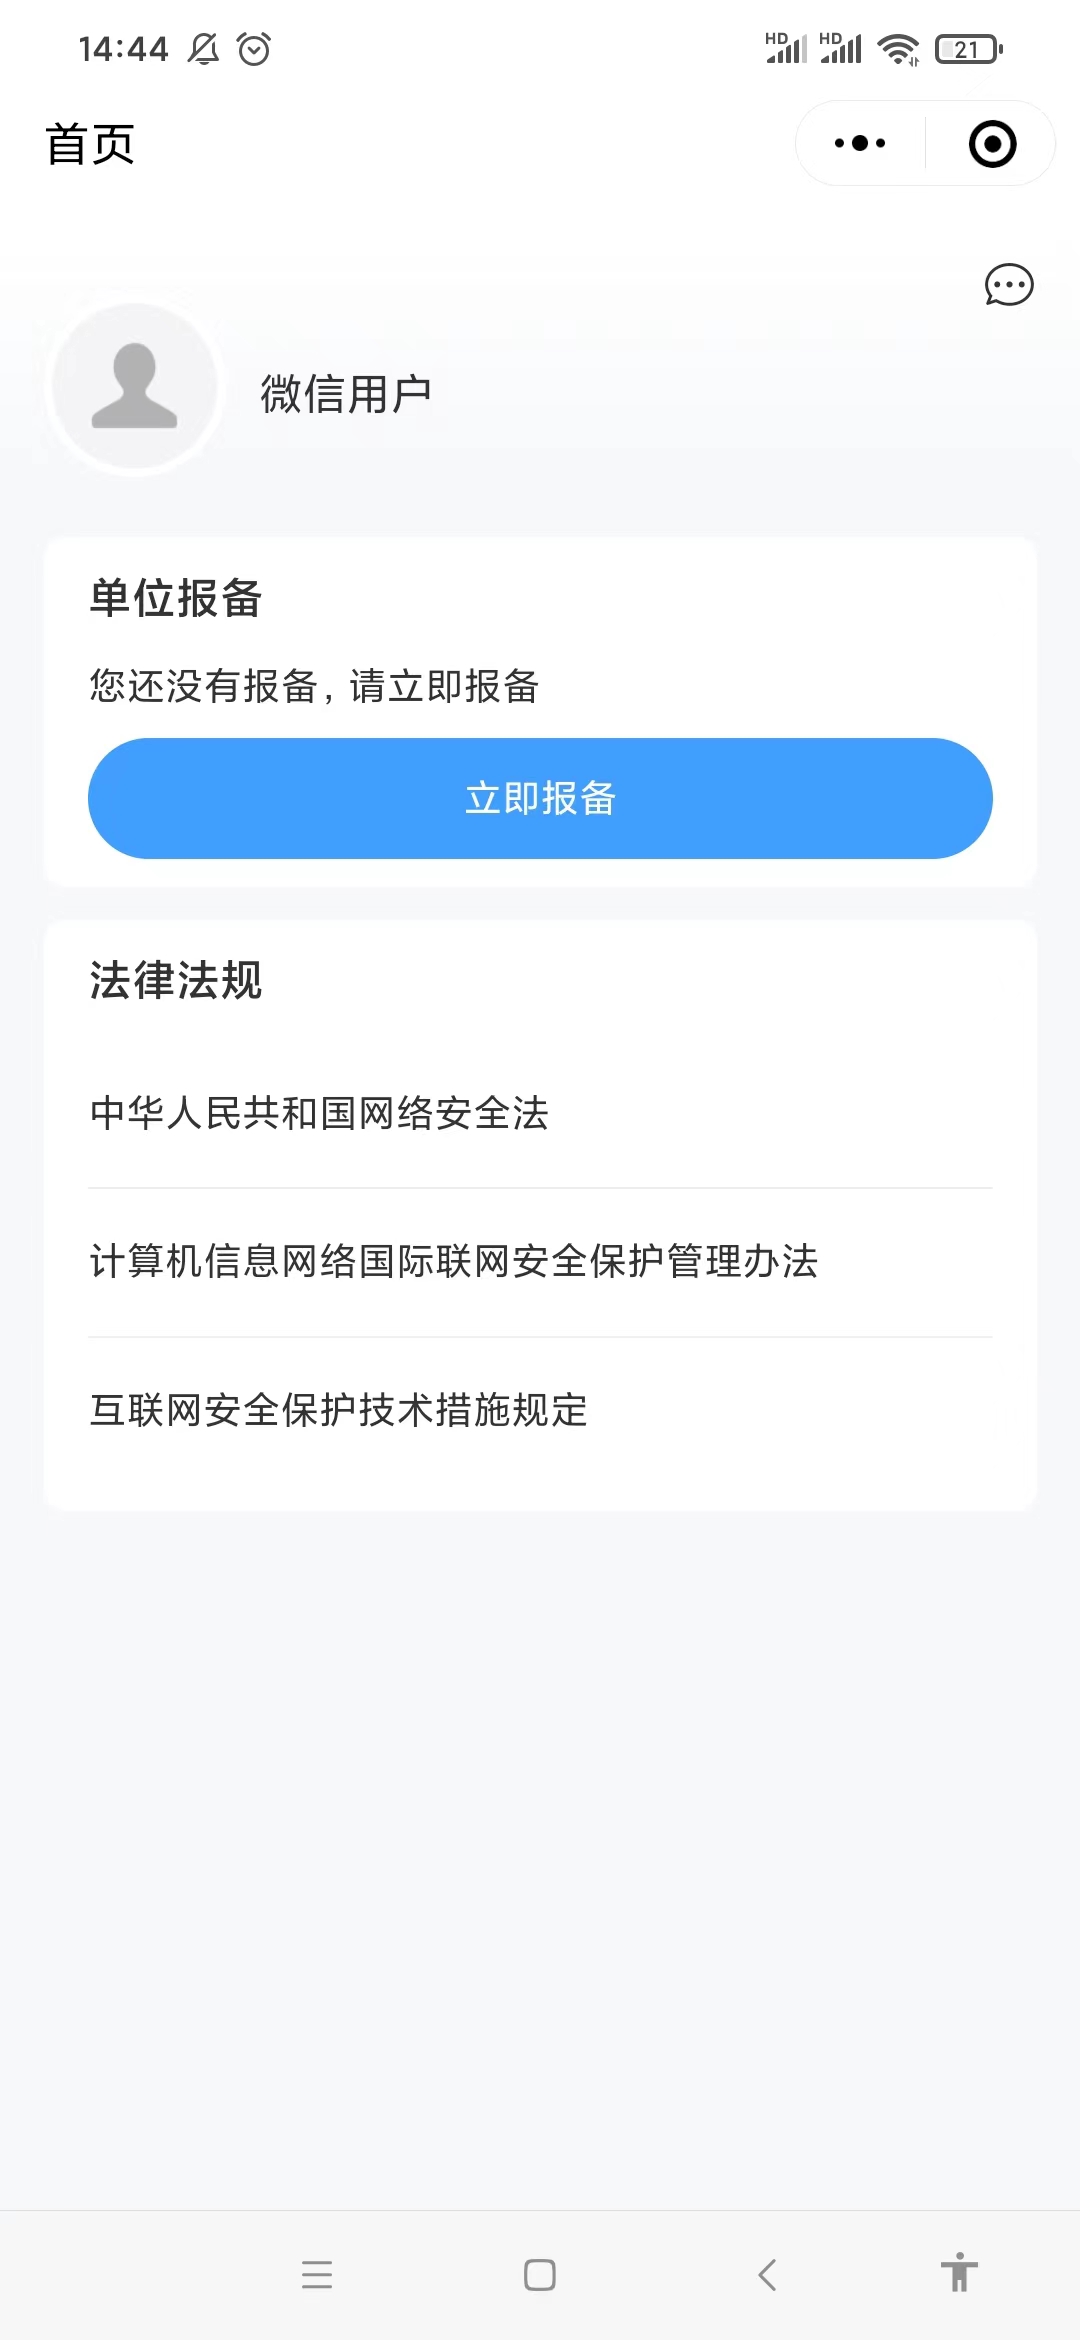 14:44
HD HD 21
首页
微信用户
单位报备
您还没有报备，请立即报备
立即报备
法律法规
中华人民共和国网络安全法
计算机信息网络国际联网安全保护管理办法
互联网安全保护技术措施规定